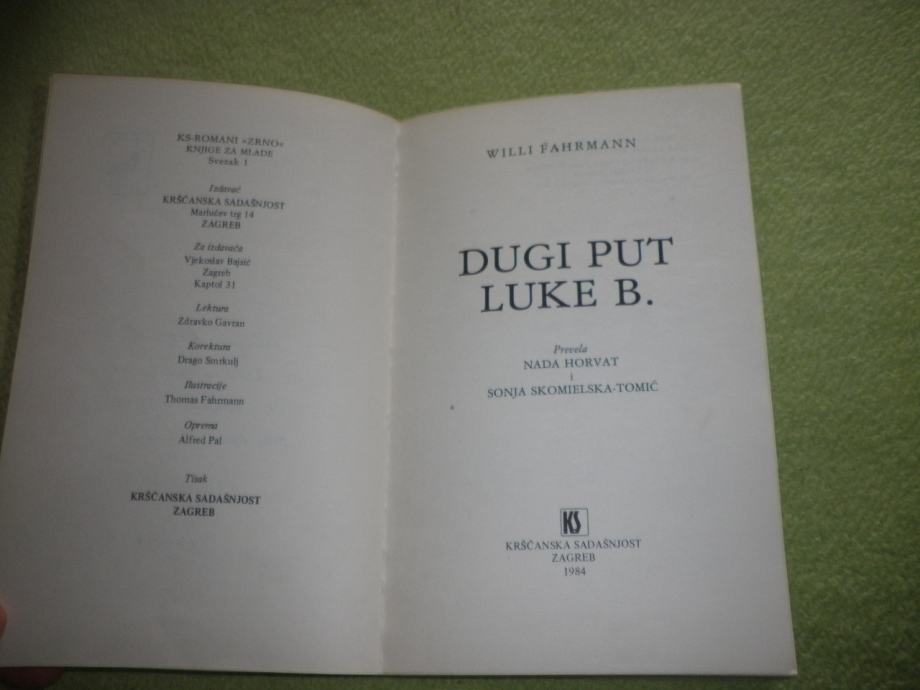 KS-ROMANI »ZRNO«
KNJIGE ZA MLADE
Svezak 1
Izdavač
KRŠĆANSKA SADAŠNJOST
Marulićev trg 14
ZAGREB
Za izdavača
Vjekoslav Bajsić
Zagreb
Kaptol 31
Lektura
Zdravko Gavran
Korektura
Drago Smrkulj
Ilustracije
Thomas Fahrmann
Oprema
Alfred Pal
Tisak
KRŠĆANSKA SADAŠNJOST
ZAGREB
WILLI FAHRMANN
DUGI PUT
LUKE B.
Prevela
NADA HORVAT
i
SONJA SKOMIELSKA-TOMIĆ
KS
KRŠĆANSKA SADAŠNJOST
ZAGREB
1984